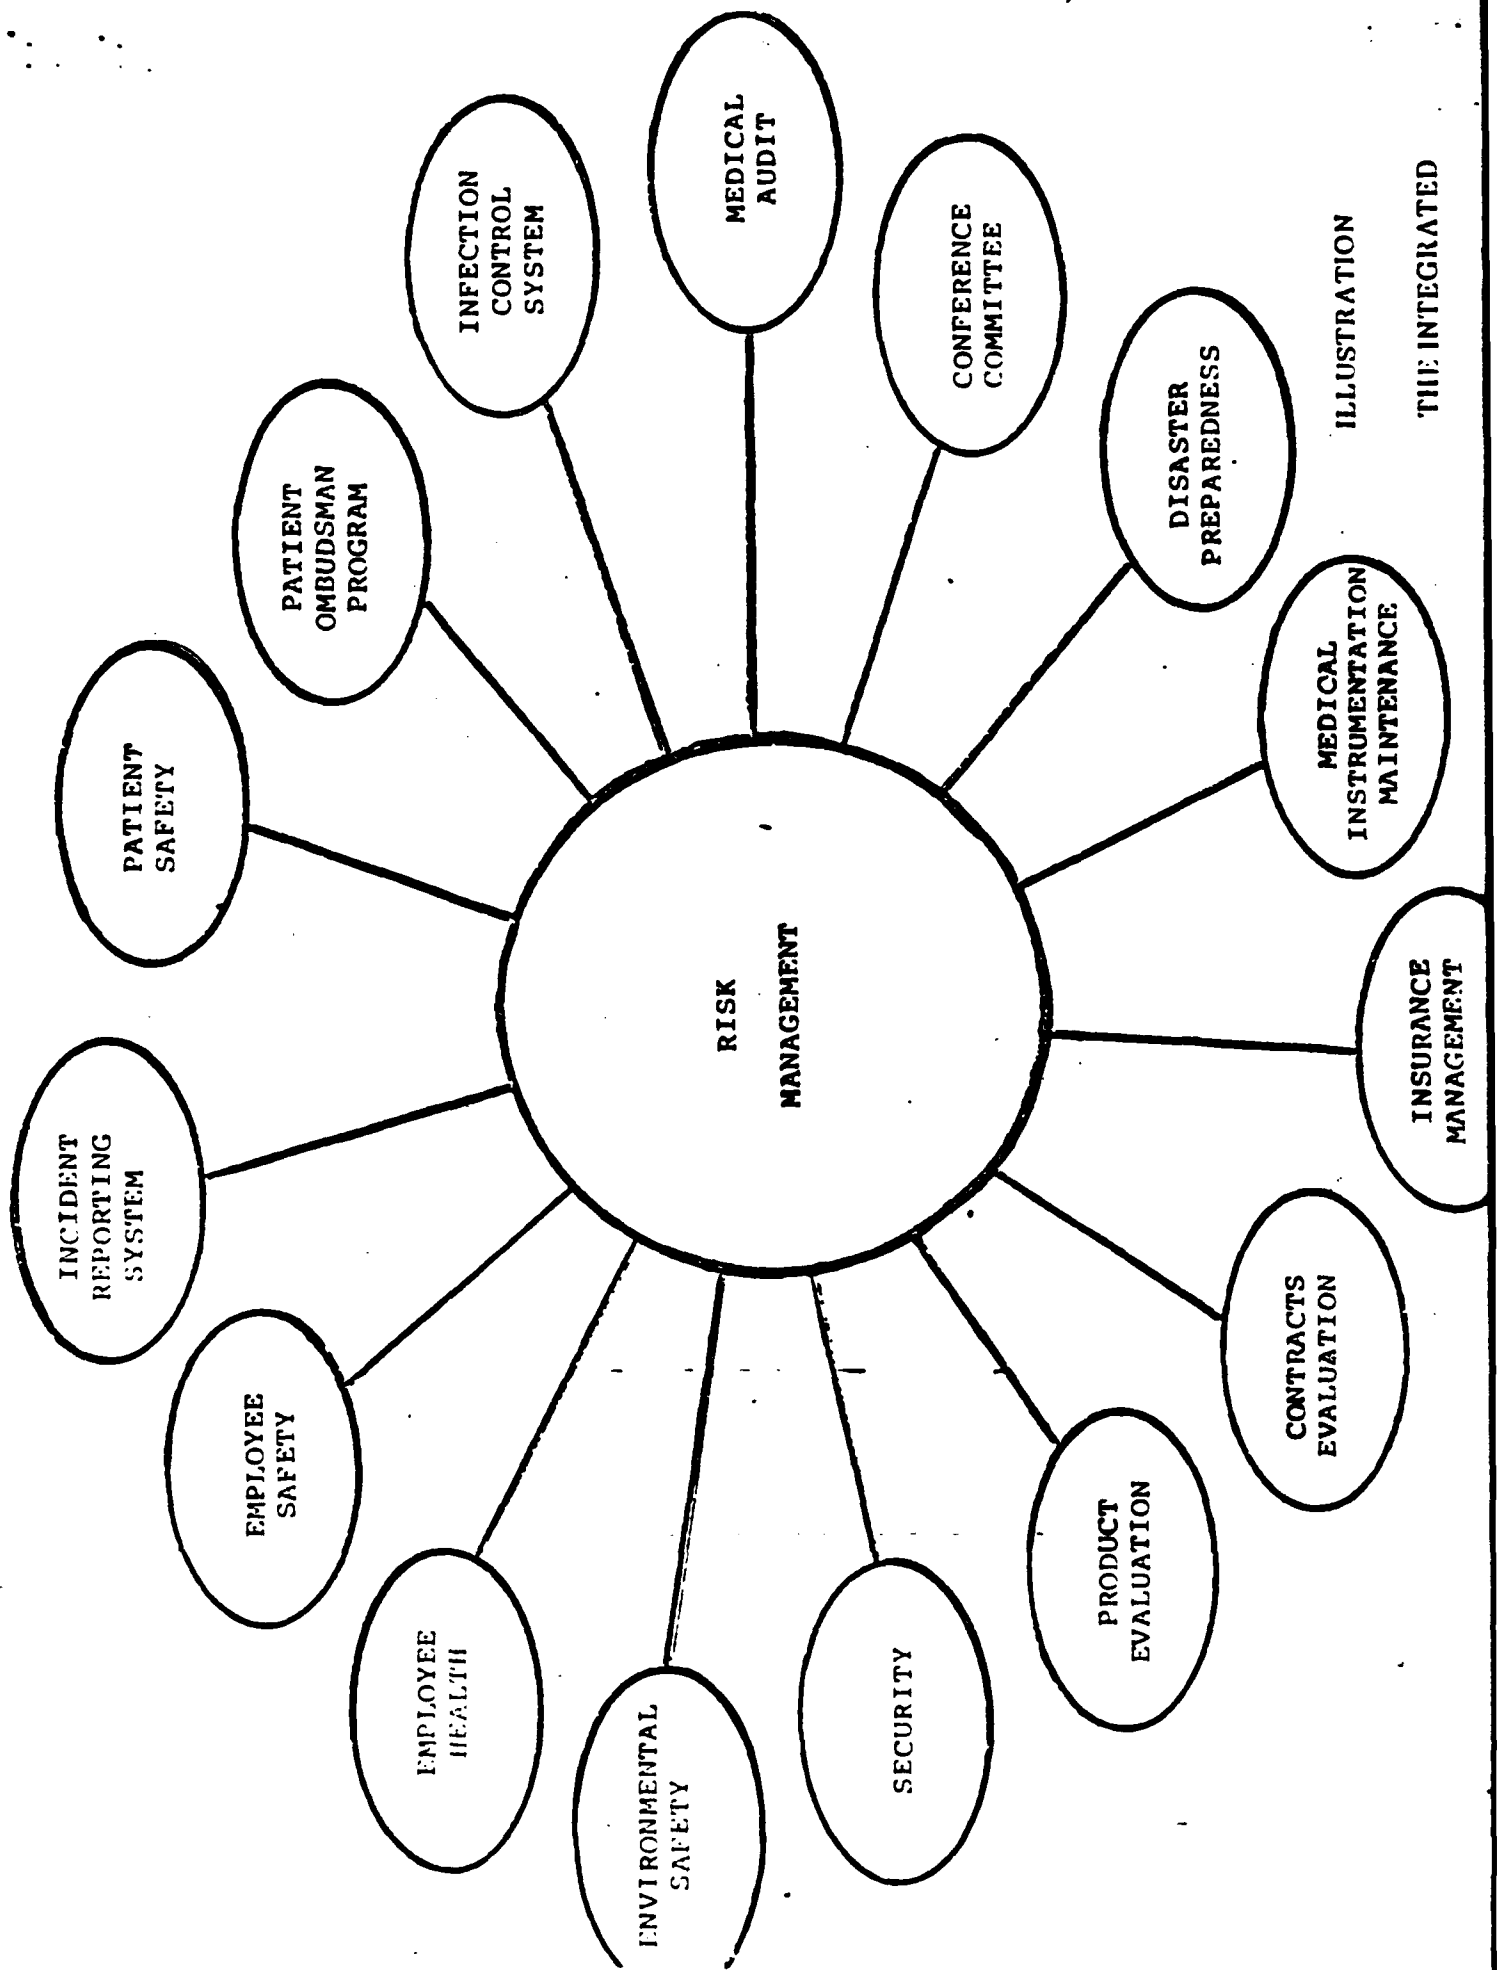 INCIDENT
REPORTING
SYSTEM
PATIENT
SAFETY
PATIENT
OMBUDSMAN
PROGRAM
INFECTION
CONTROL
SYSTEM
MEDICAL
AUDIT
CONFERENCE
COMMITTEE
DISASTER
PREPAREDNESS
MEDICAL
INSTRUMENTATION
MAINTENANCE
INSURANCE
MANAGEMENT
CONTRACTS
EVALUATION
PRODUCT
EVALUATION
SECURITY
ENVIRONMENTAL
SAFETY
EMPLOYEE
HEALTH
EMPLOYEE
SAFETY
RISK
MANAGEMENT
ILLUSTRATION
THE INTEGRATED